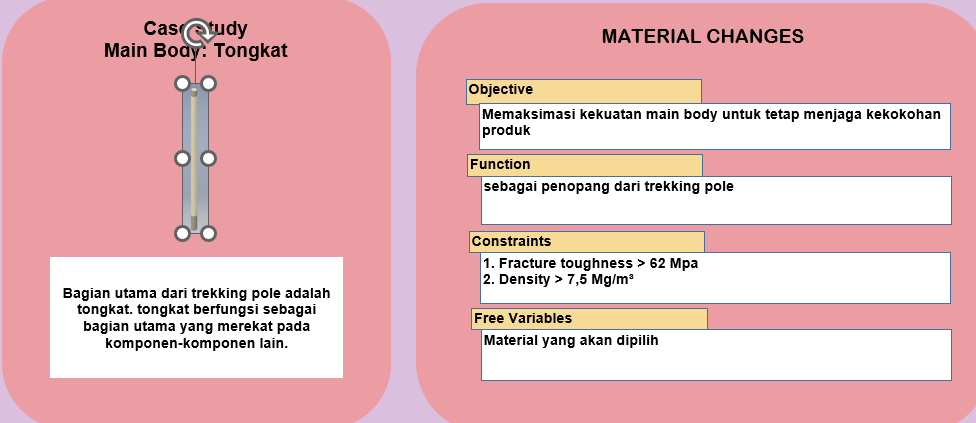 Case Study
Main Body: Tongkat
Bagian utama dari trekking pole adalah
tongkat. tongkat berfungsi sebagai
bagian utama yang merekat pada
komponen-komponen lain.
MATERIAL CHANGES
Objective
Memaksimasi kekuatan main body untuk tetap menjaga kekokohan
produk
Function
sebagai penopang dari trekking pole
Constraints
1. Fracture toughness > 62 Mpa
2. Density > 7,5 Mg/m³
Free Variables
Material yang akan dipilih